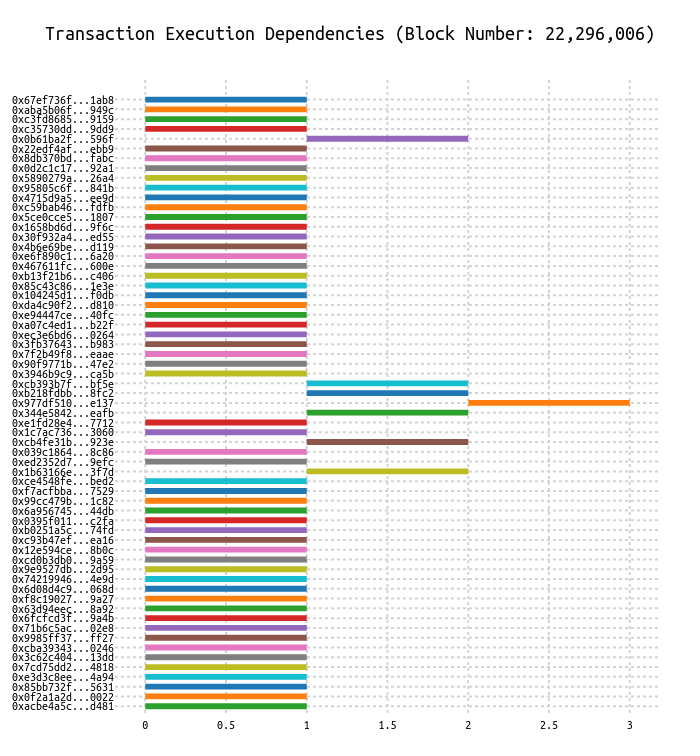 Transaction Execution Dependencies (Block Number: 22,296,006)
0x67ef736f...1ab8
0xaba5b06f...949c
0xc3fd8685...9159
0xc35730dd...9dd9
0x0b61ba2f...596f
0x22edf4af...ebb9
0x8db370bd...fabc
0x0d2c1c17...92a1
0x5890279a...26a4
0x95805c6f...841b
0x4715d9a5...ee9d
0xc59bab46...fdfb
0x5ce0cce5...1807
0x1658bd6d...9f6c
0x30f932a4...ed55
0x4b6e69be...d119
0xe6f890c1...6a20
0x467611fc...600e
0xb13f21b6...c406
0x85c43c86...1e3e
0x104245d1...f0db
0xda4c90f2...d810
0xe94447ce...40fc
0xa07c4ed1...b22f
0xec3e6bd6...0264
0x3fb37643...b983
0x7f2b49f8...eaae
0x90f9771b...47e2
0x3946b9c9...ca5b
0xcb393b7f...bf5e
0xb218fdbb...8fc2
0x977df510...e137
0x344e5842...eafb
0xe1fd28e4...7712
0x1c7ac736...3060
0xcb4fe31b...923e
0x039c1864...8c86
0xed2352d7...9efc
0x1b63166e...3f7d
0xce4548fe...bed2
0xf7acfbba...7529
0x99cc479b...1c82
0x6a956745...44db
0x0395f011...c2fa
0xb0251a5c...74fd
0xc93b47ef...ea16
0x12e594ce...8b0c
0xcd0b3db0...9a59
0x9e9527db...2d95
0x74219946...4e9d
0x6d08d4c9...068d
0xf8c19027...9a27
0x63d94eec...8a92
0x6fcfcd3f...9a4b
0x71b6c5ac...02e8
0x9985ff37...ff27
0xcba39343...0246
0x3c62c404...13dd
0x7cd75dd2...4818
0xe3d3c8ee...4a94
0x85bb732f...5631
0x0f2a1a2d...0022
0xacbe4a5c...d481
0 0.5 1 1.5 2 2.5 3